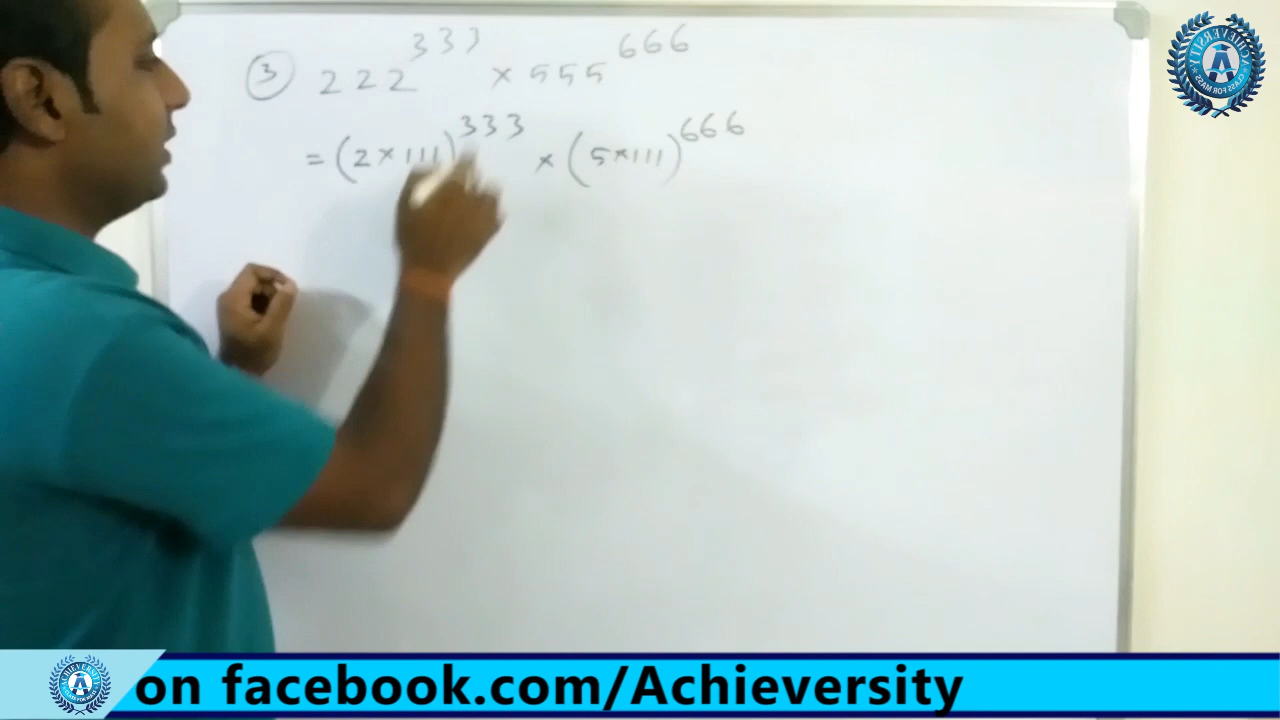 ③ 222^333 × 555^666
= (2 × 111)^333 × (5 × 111)^666
on facebook.com/Achieversity